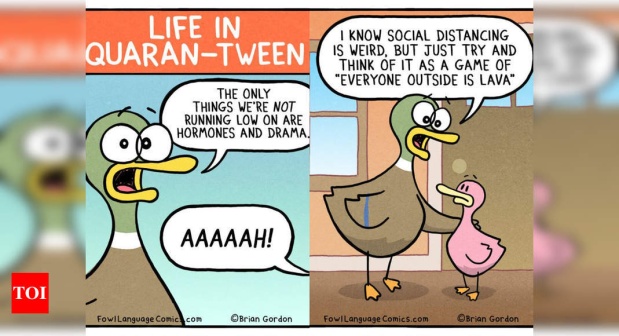 LIFE IN
QUARAN-TWEEN
THE ONLY
THINGS WE'RE NOT
RUNNING LOW ON ARE
HORMONES AND DRAMA.
AAAAAH!
FowlLanguageComics.com ©Brian Gordon
I KNOW SOCIAL DISTANCING
IS WEIRD, BUT JUST TRY AND
THINK OF IT AS A GAME OF
"EVERYONE OUTSIDE IS LAVA"
FowlLanguageComics.com ©Brian Gordon
TOI